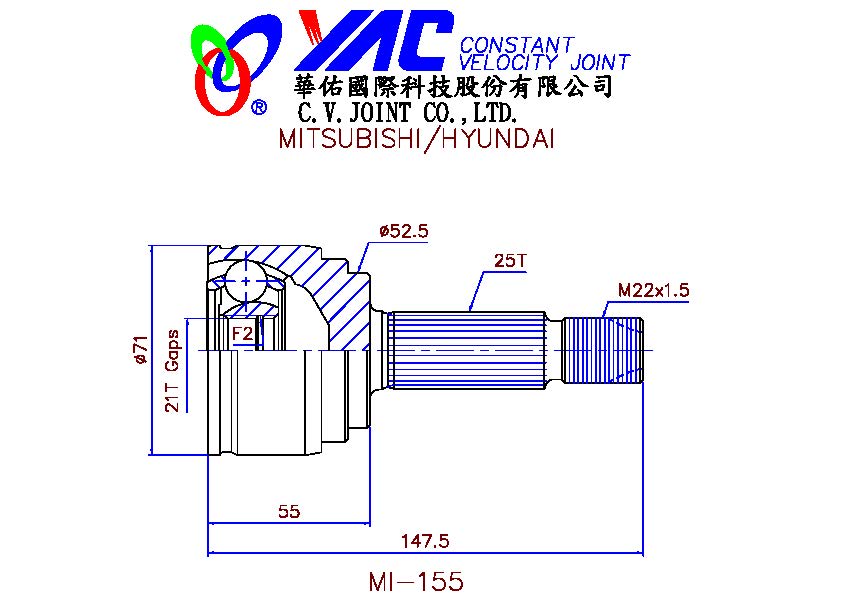 YAC CONSTANT
VELOCITY JOINT
®
華佑國際科技股份有限公司
C.V.JOINT CO.,LTD.
MITSUBISHI/HYUNDAI
ø52.5
25T
M22x1.5
ø71
21T Gaps
F2
55
147.5
MI-155